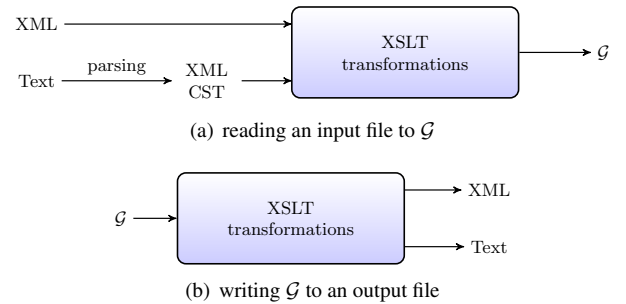 XML
XSLT
transformations
𝒢
Text
parsing
XML
CST
(a) reading an input file to 𝒢
𝒢
XSLT
transformations
XML
Text
(b) writing 𝒢 to an output file